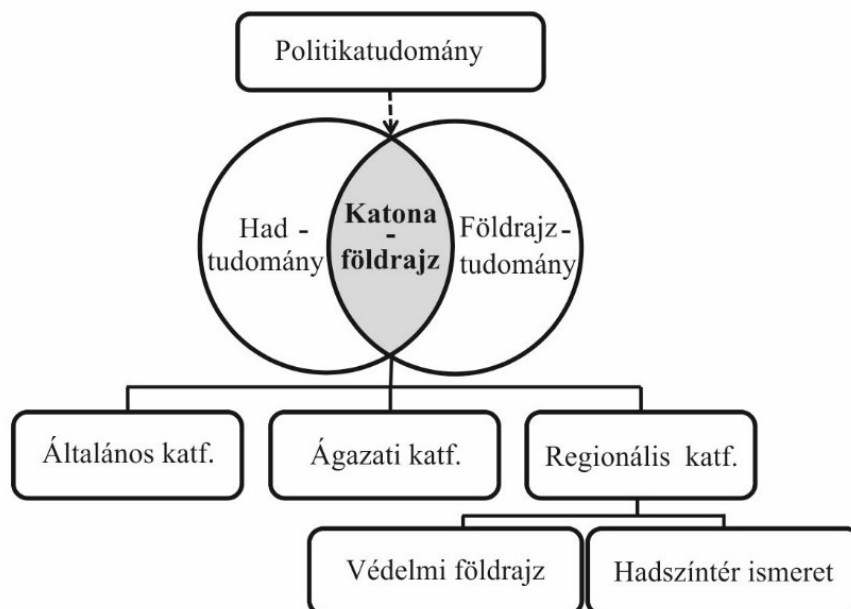 Politikatudomány
Had -
tudomány
Katona
-
földrajz
Földrajz-
tudomány
Általános katf.
Ágazati katf.
Regionális katf.
Védelmi földrajz
Hadszíntér ismeret